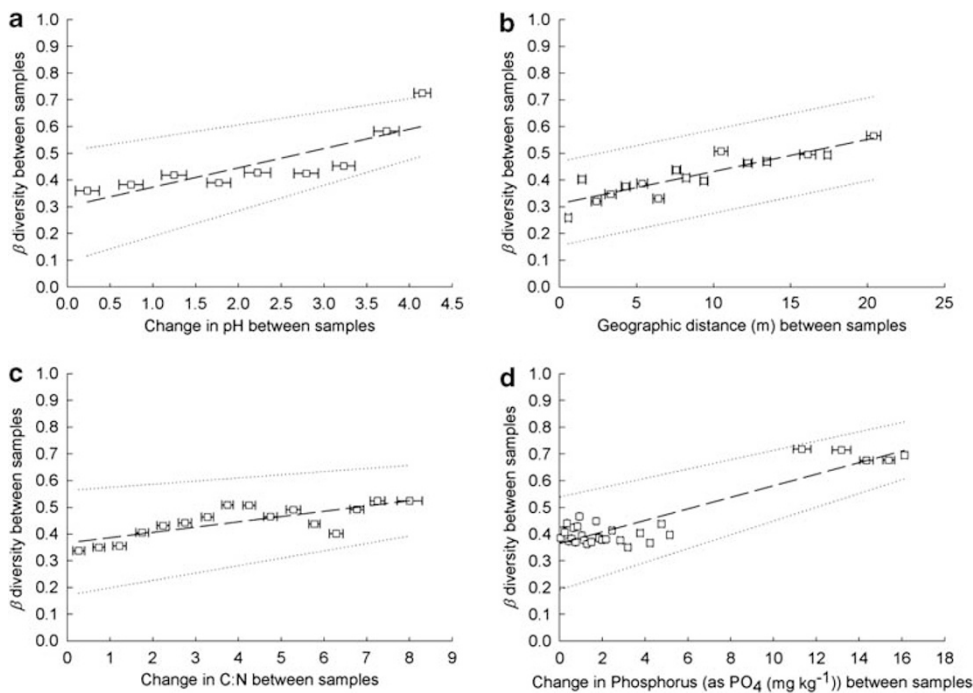 a
β diversity between samples
1.0
0.9
0.8
0.7
0.6
0.5
0.4
0.3
0.2
0.1
0.0
0.0 0.5 1.0 1.5 2.0 2.5 3.0 3.5 4.0 4.5
Change in pH between samples
b
β diversity between samples
1.0
0.9
0.8
0.7
0.6
0.5
0.4
0.3
0.2
0.1
0.0
0 5 10 15 20 25
Geographic distance (m) between samples
c
β diversity between samples
1.0
0.9
0.8
0.7
0.6
0.5
0.4
0.3
0.2
0.1
0.0
0 1 2 3 4 5 6 7 8 9
Change in C:N between samples
d
β diversity between samples
1.0
0.9
0.8
0.7
0.6
0.5
0.4
0.3
0.2
0.1
0.0
0 2 4 6 8 10 12 14 16 18
Change in Phosphorus (as PO₄ (mg kg⁻¹)) between samples